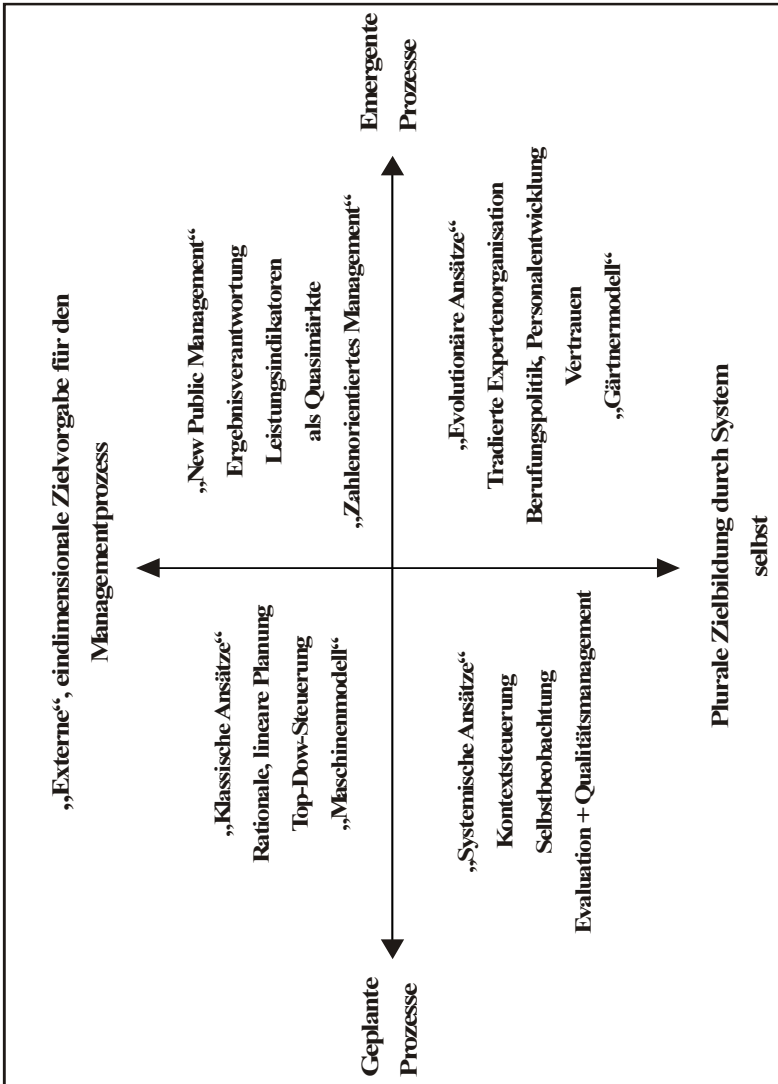 „Externe“, eindimensionale Zielvorgabe für den
Managementprozess
„Klassische Ansätze“
Rationale, lineare Planung
Top-Dow-Steuerung
„Maschinenmodell“
„New Public Management“
Ergebnisverantwortung
Leistungsindikatoren
als Quasimärkte
„Zahlenorientiertes Management“
Geplante
Prozesse
Emergente
Prozesse
„Systemische Ansätze“
Kontextsteuerung
Selbstbeobachtung
Evaluation + Qualitätsmanagement
„Evolutionäre Ansätze“
Tradierte Expertenorganisation
Berufungspolitik, Personalentwicklung
Vertrauen
„Gärtnermodell“
Plurale Zielbildung durch System
selbst